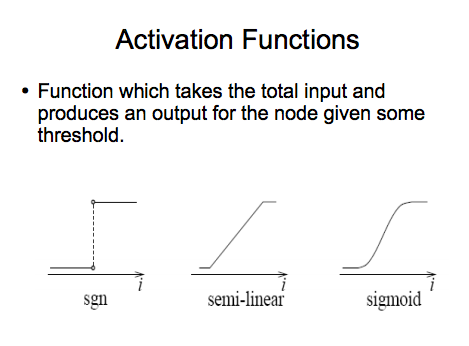 Activation Functions
• Function which takes the total input and
produces an output for the node given some
threshold.
i i i
sgn semi-linear sigmoid